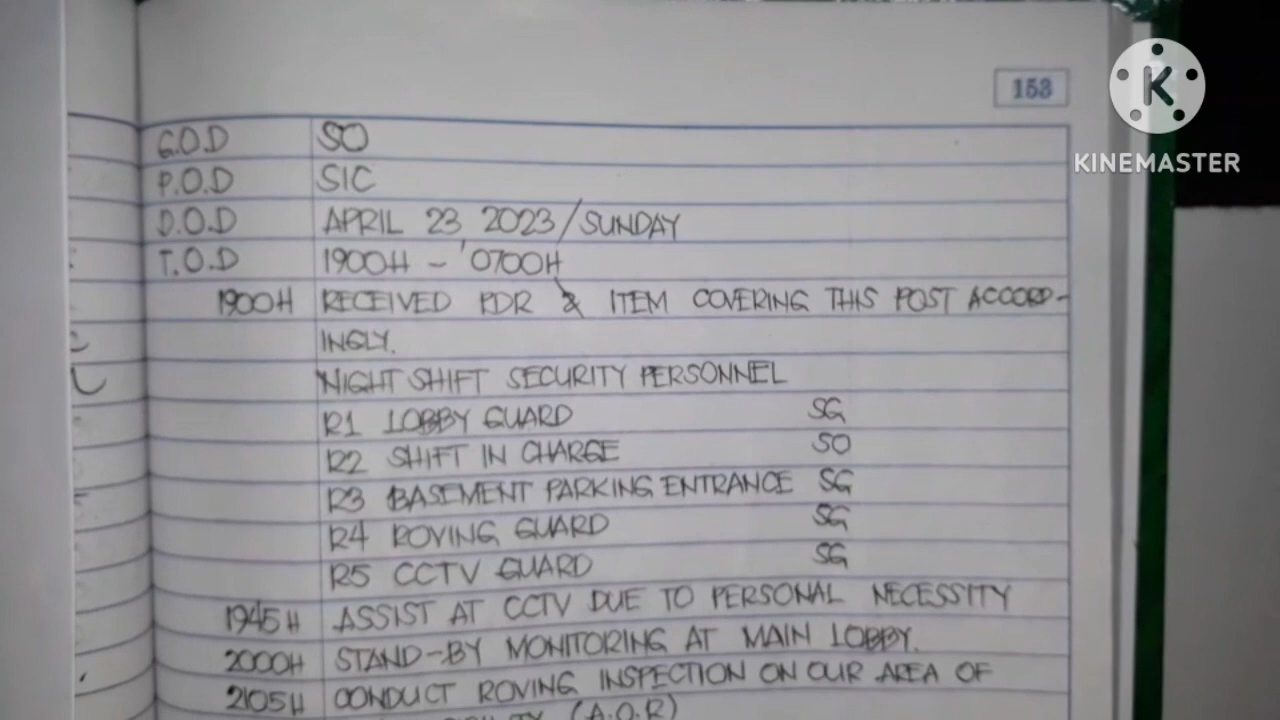 153
KINEMASTER
G.O.D SO
P.O.D SIC
D.O.D APRIL 23, 2023/SUNDAY
T.O.D 1900H - 0700H
1900H RECEIVED PDR & ITEM COVERING THIS POST ACCORD-
INGLY.
NIGHT SHIFT SECURITY PERSONNEL
R1 LOBBY GUARD SG
R2 SHIFT IN CHARGE SO
R3 BASEMENT PARKING ENTRANCE SG
R4 ROVING GUARD SG
R5 CCTV GUARD SG
1945H ASSIST AT CCTV DUE TO PERSONAL NECESSITY
2000H STAND-BY MONITORING AT MAIN LOBBY.
2105H CONDUCT ROVING INSPECTION ON OUR AREA OF
(A.O.R)